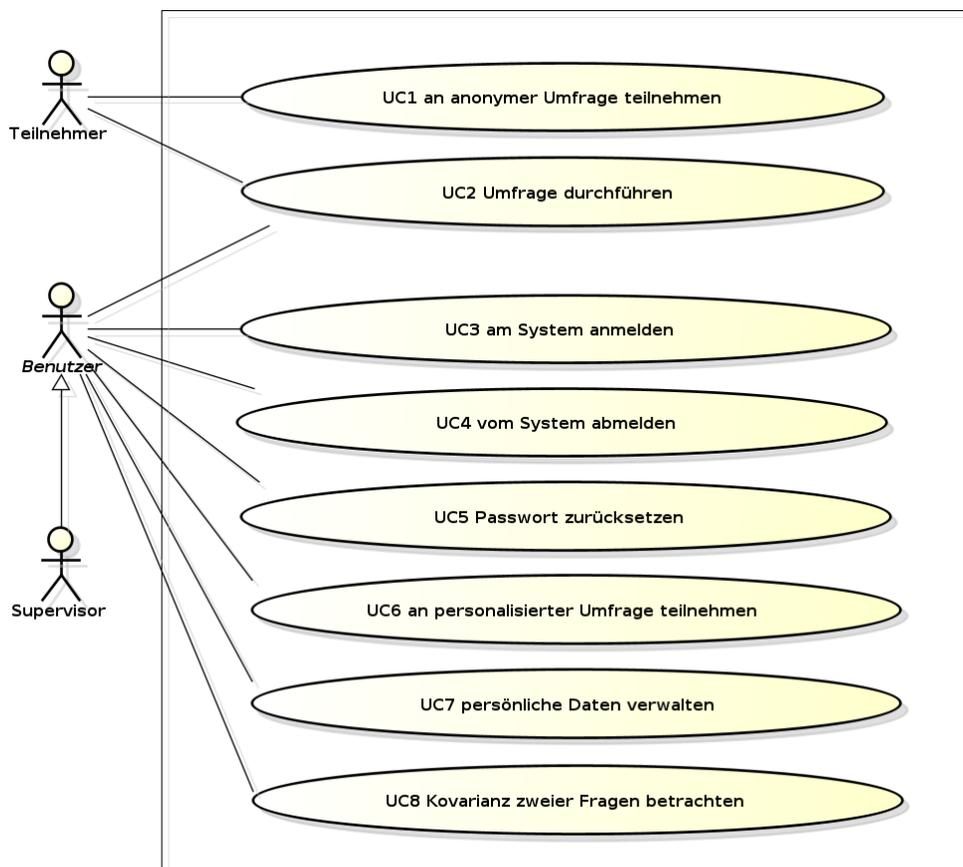 Teilnehmer
UC1 an anonymer Umfrage teilnehmen
UC2 Umfrage durchführen
Benutzer
UC3 am System anmelden
UC4 vom System abmelden
UC5 Passwort zurücksetzen
Supervisor
UC6 an personalisierter Umfrage teilnehmen
UC7 persönliche Daten verwalten
UC8 Kovarianz zweier Fragen betrachten